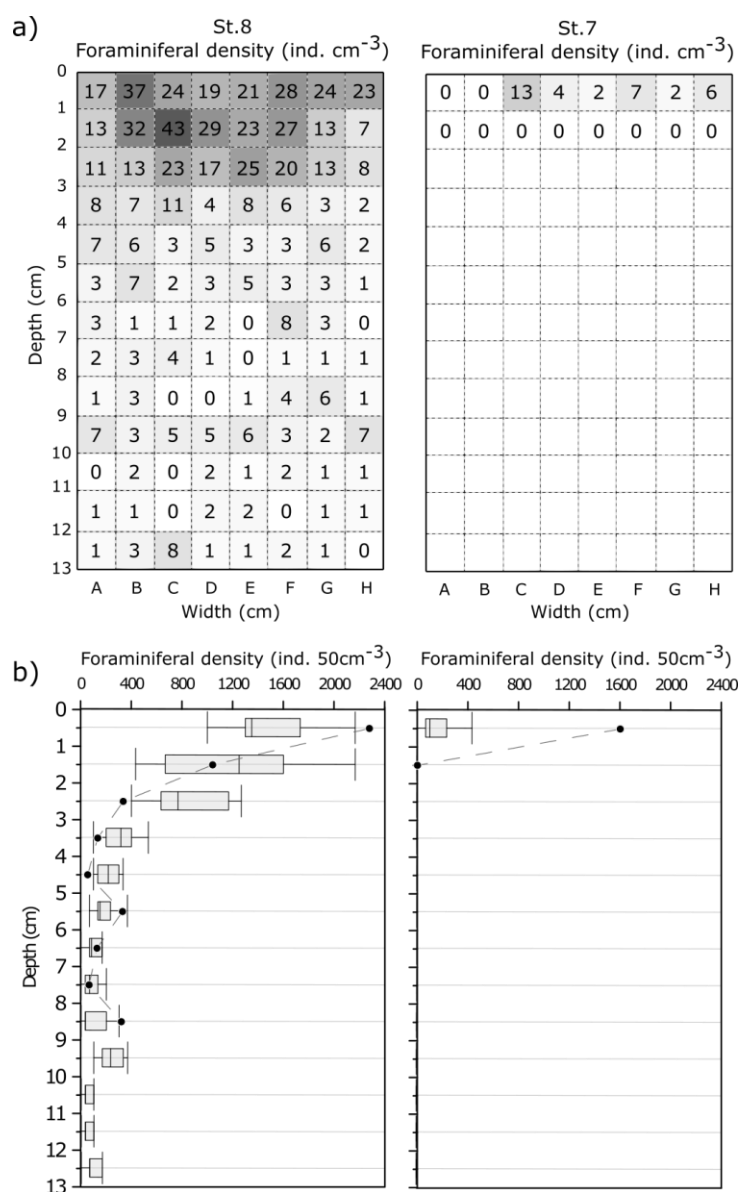 a)
St.8
Foraminiferal density (ind. cm-3)
0
17 37 24 19 21 28 24 23
1
13 32 43 29 23 27 13 7
2
11 13 23 17 25 20 13 8
3
8 7 11 4 8 6 3 2
4
7 6 3 5 3 3 6 2
5
3 7 2 3 5 3 3 1
6
3 1 1 2 0 8 3 0
7
2 3 4 1 0 1 1 1
8
1 3 0 0 1 4 6 1
9
7 3 5 5 6 3 2 7
10
0 2 0 2 1 2 1 1
11
1 1 0 2 2 0 1 1
12
1 3 8 1 1 2 1 0
13
Depth (cm)
A B C D E F G H
Width (cm)
St.7
Foraminiferal density (ind. cm-3)
0 0 13 4 2 7 2 6
0 0 0 0 0 0 0 0
A B C D E F G H
Width (cm)
b)
Foraminiferal density (ind. 50cm-3)
0 400 800 1200 1600 2000 2400
0
1
2
3
4
5
6
7
8
9
10
11
12
13
Depth (cm)
Foraminiferal density (ind. 50cm-3)
0 400 800 1200 1600 2000 2400